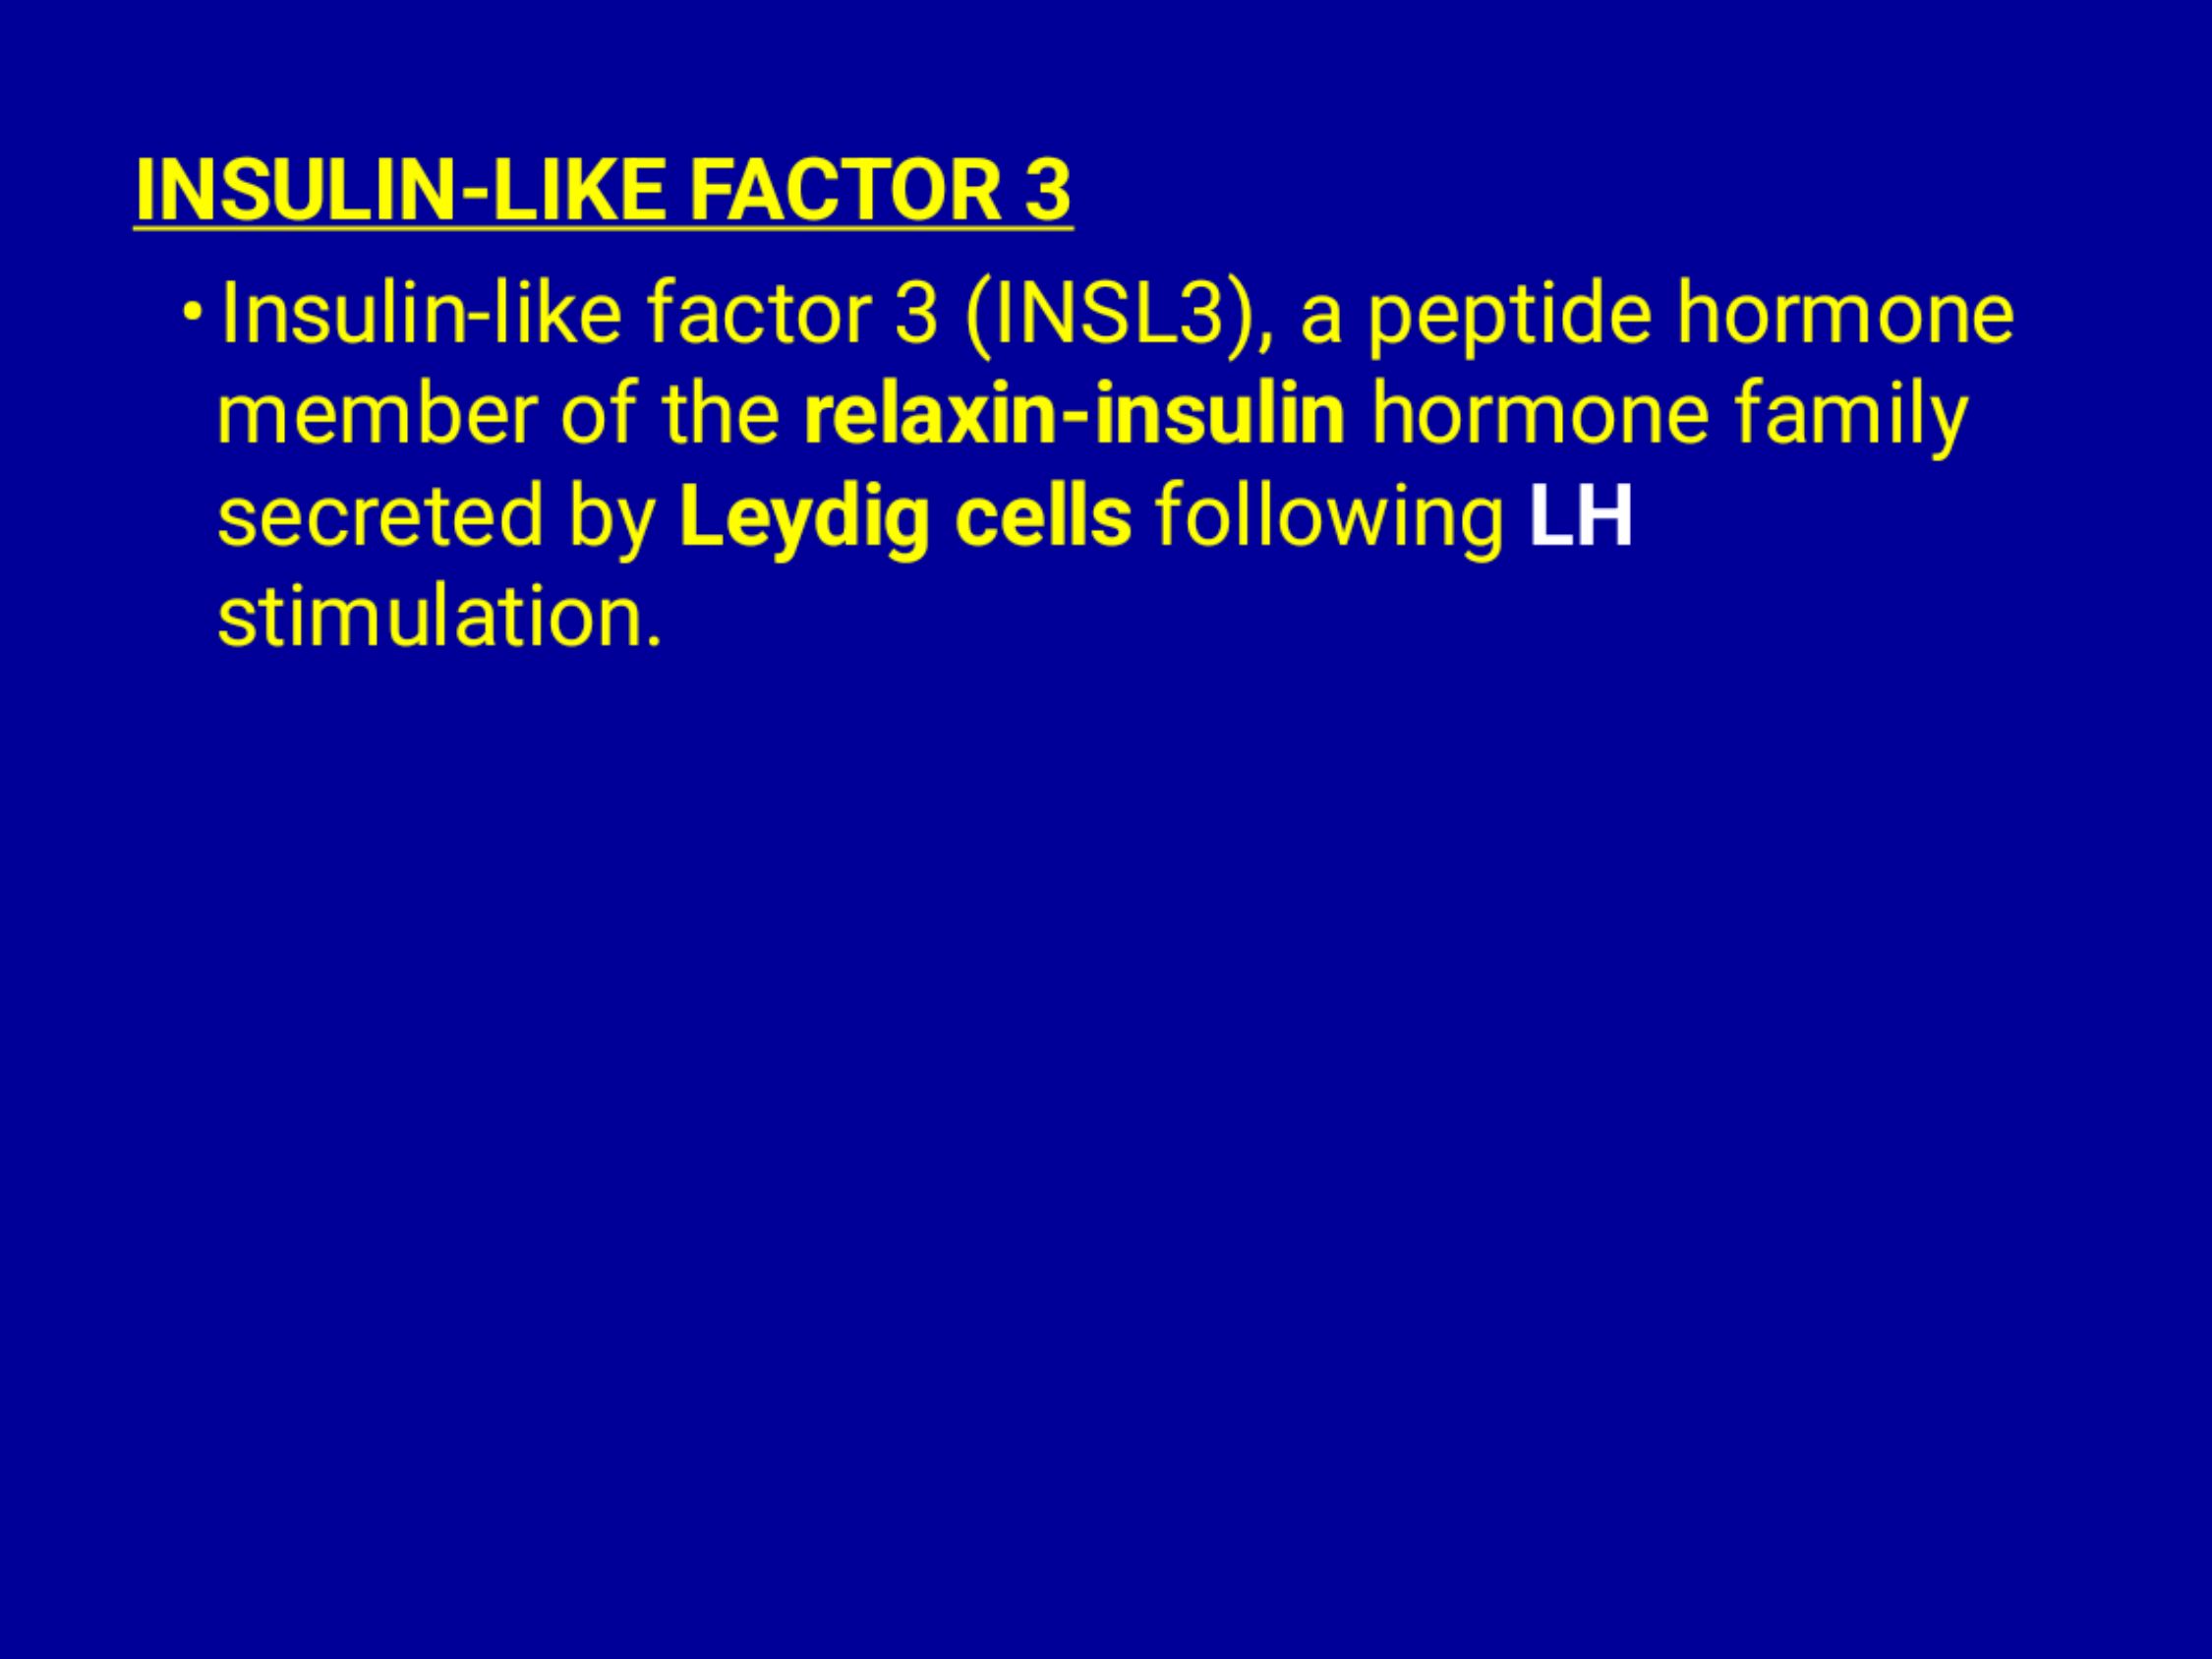 INSULIN-LIKE FACTOR 3
• Insulin-like factor 3 (INSL3), a peptide hormone
member of the relaxin-insulin hormone family
secreted by Leydig cells following LH
stimulation.